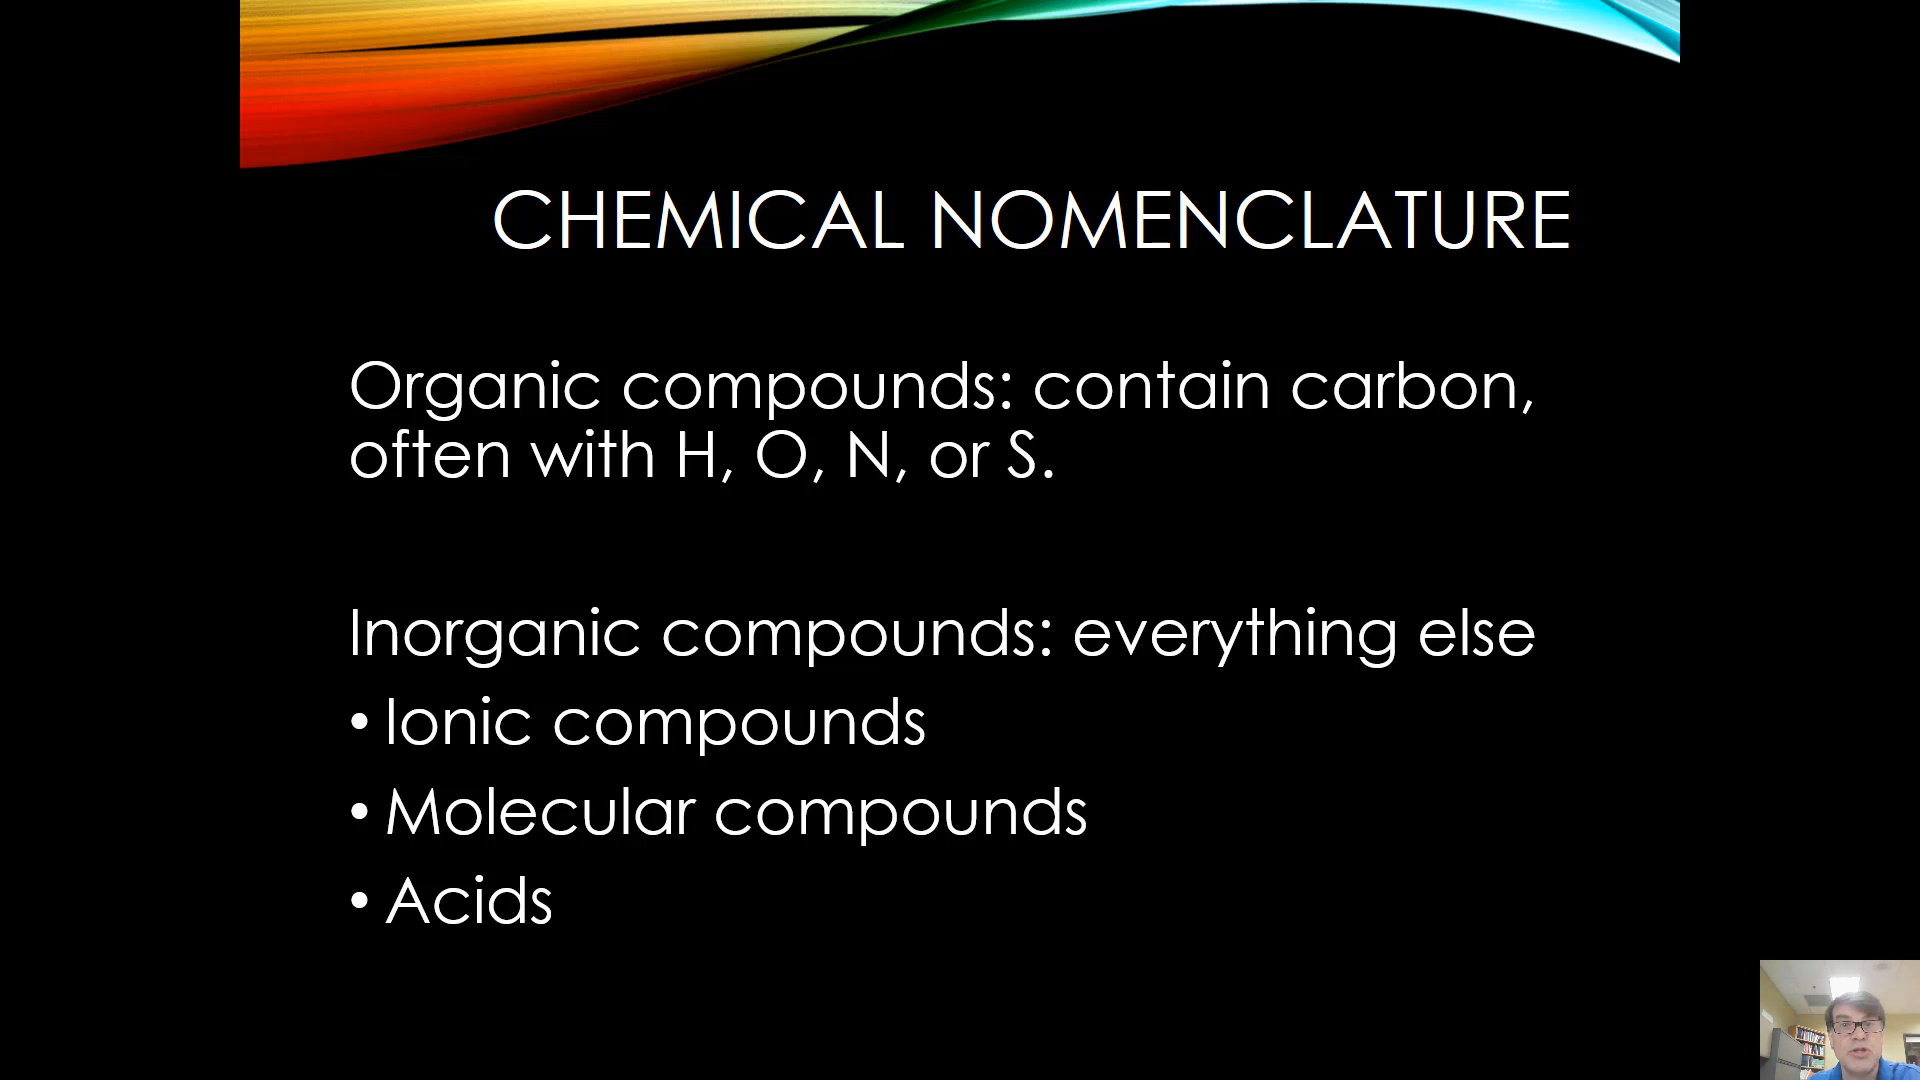 CHEMICAL NOMENCLATURE
Organic compounds: contain carbon,
often with H, O, N, or S.
Inorganic compounds: everything else
• Ionic compounds
• Molecular compounds
• Acids